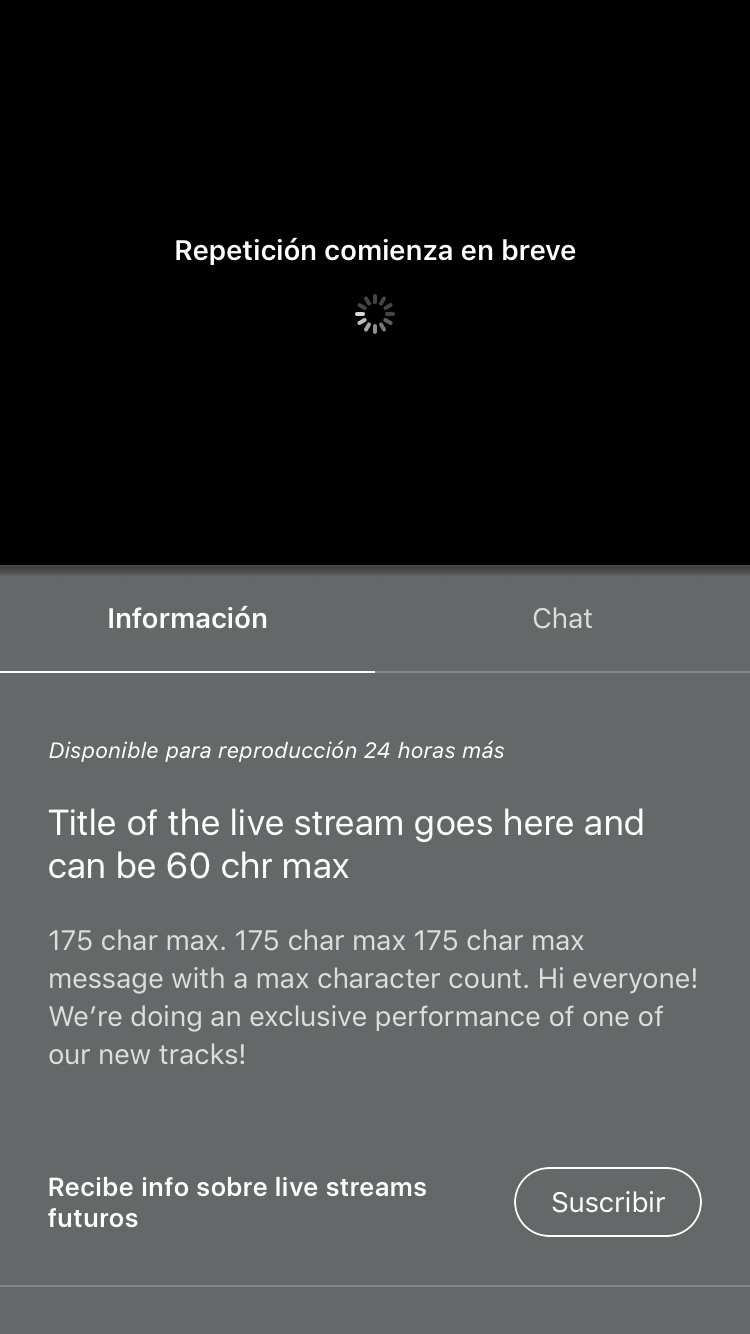 Repetición comienza en breve
Información
Chat
Disponible para reproducción 24 horas más
Title of the live stream goes here and
can be 60 chr max
175 char max. 175 char max 175 char max
message with a max character count. Hi everyone!
We’re doing an exclusive performance of one of
our new tracks!
Recibe info sobre live streams
futuros
Suscribir